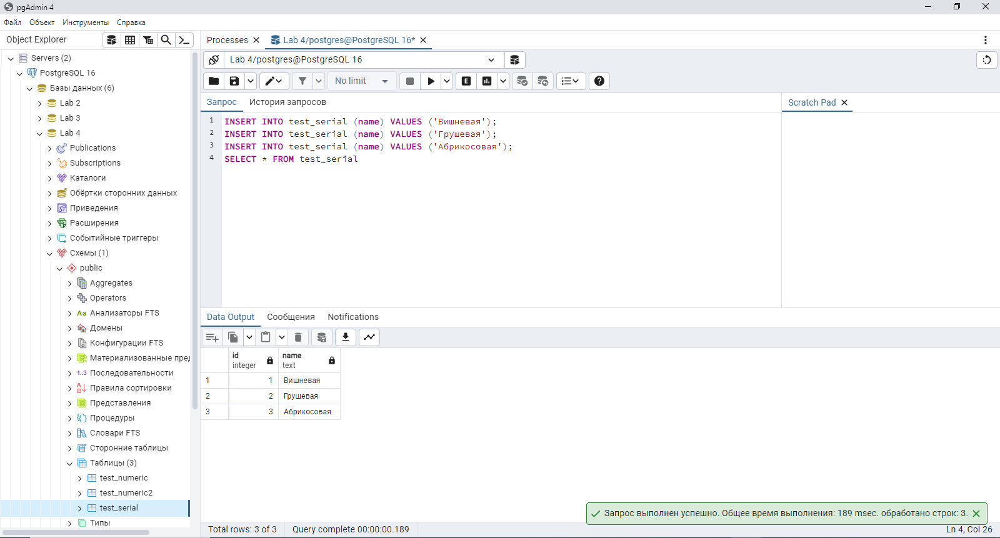 pgAdmin 4
Файл Объект Инструменты Справка
Object Explorer
Servers (2)
PostgreSQL 16
Базы данных (6)
Lab 2
Lab 3
Lab 4
Publications
Subscriptions
Каталоги
Обёртки сторонних данных
Приведения
Расширения
Событийные триггеры
Схемы (1)
public
Aggregates
Operators
Aa Анализаторы FTS
Домены
Конфигурации FTS
Материализованные пред
1..3 Последовательности
Правила сортировки
Представления
Процедуры
Словари FTS
Сторонние таблицы
Таблицы (3)
test_numeric
test_numeric2
test_serial
Типы
Processes Lab 4/postgres@PostgreSQL 16*
Lab 4/postgres@PostgreSQL 16
No limit E
Запрос История запросов
Scratch Pad
1 INSERT INTO test_serial (name) VALUES ('Вишневая');
2 INSERT INTO test_serial (name) VALUES ('Грушевая');
3 INSERT INTO test_serial (name) VALUES ('Абрикосовая');
4 SELECT * FROM test_serial
Data Output Сообщения Notifications
id name
integer text
1 1 Вишневая
2 2 Грушевая
3 3 Абрикосовая
Запрос выполнен успешно. Общее время выполнения: 189 msec. обработано строк: 3.
Total rows: 3 of 3 Query complete 00:00:00.189 Ln 4, Col 26